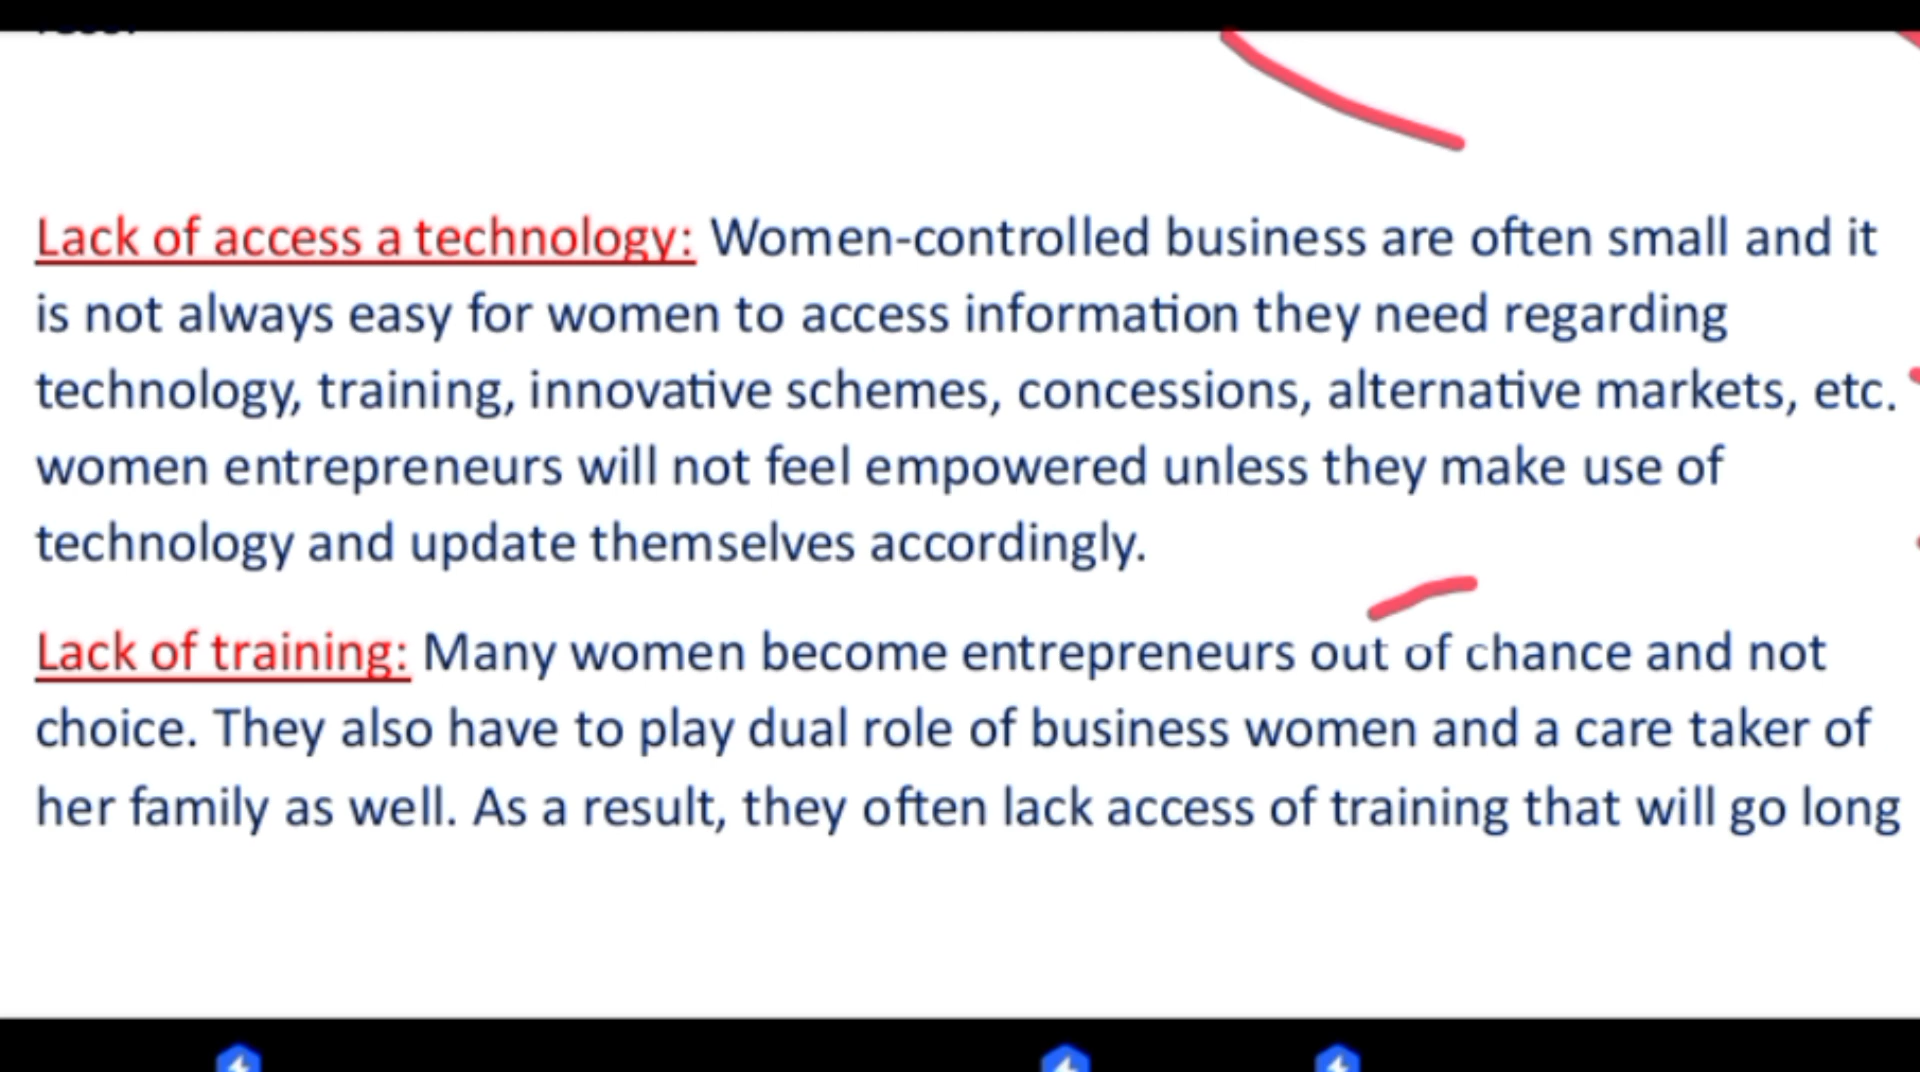 Lack of access a technology: Women-controlled business are often small and it
is not always easy for women to access information they need regarding
technology, training, innovative schemes, concessions, alternative markets, etc.
women entrepreneurs will not feel empowered unless they make use of
technology and update themselves accordingly.
Lack of training: Many women become entrepreneurs out of chance and not
choice. They also have to play dual role of business women and a care taker of
her family as well. As a result, they often lack access of training that will go long